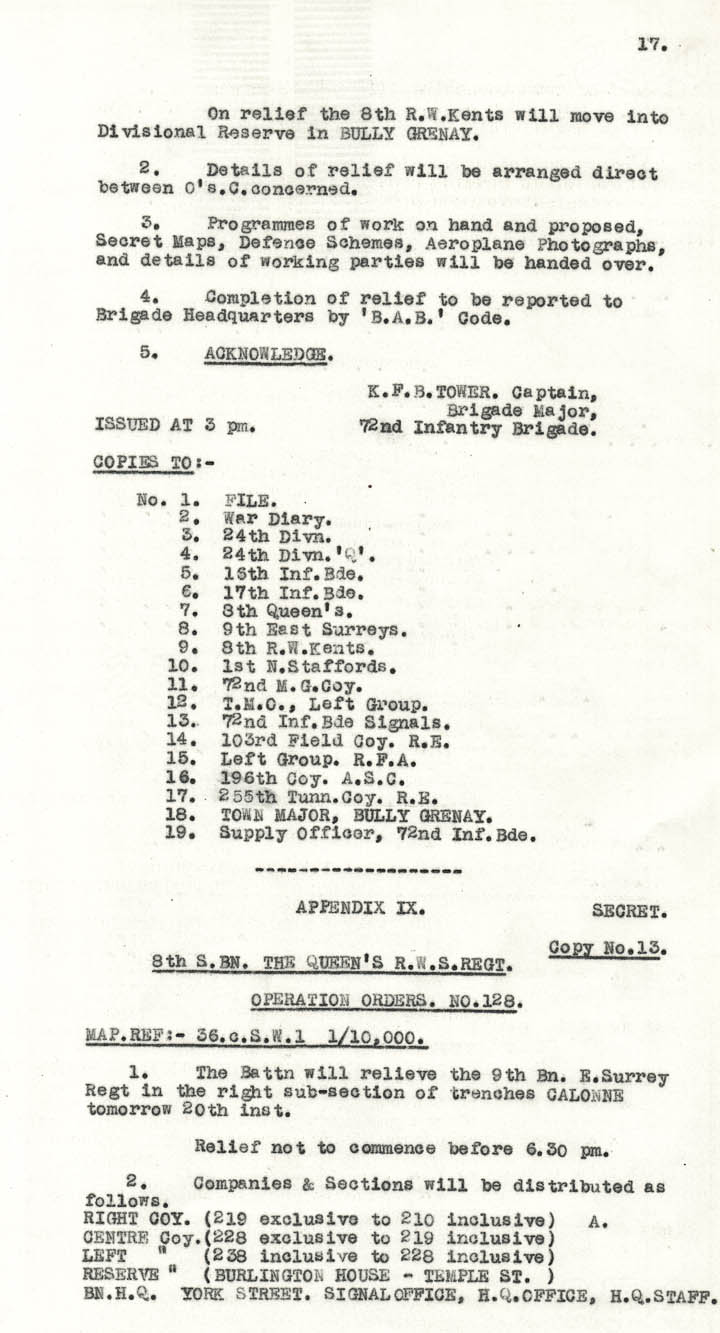 17.
On relief the 8th R.W.Kents will move into
Divisional Reserve in BULLY GRENAY.
2. Details of relief will be arranged direct
between O's.C.concerned.
3. Programmes of work on hand and proposed,
Secret Maps, Defence Schemes, Aeroplane Photographs,
and details of working parties will be handed over.
4. Completion of relief to be reported to
Brigade Headquarters by 'B.A.B.' Code.
5. ACKNOWLEDGE.
K.F.B.TOWER. Captain,
Brigade Major,
ISSUED AT 3 pm. 72nd Infantry Brigade.
COPIES TO:-
No. 1. FILE.
2. War Diary.
3. 24th Divn.
4. 24th Divn.'Q'.
5. 15th Inf.Bde.
6. 17th Inf.Bde.
7. 8th Queen's.
8. 9th East Surreys.
9. 8th R.W.Kents.
10. 1st N.Staffords.
11. 72nd M.G.Coy.
12. T.M.O., Left Group.
13. 72nd Inf.Bde Signals.
14. 103rd Field Coy. R.E.
15. Left Group. R.F.A.
16. 196th Coy. A.S.C.
17. 255th Tunn.Coy. R.E.
18. TOWN MAJOR, BULLY GRENAY.
19. Supply Officer, 72nd Inf.Bde.
--------------------
APPENDIX IX. SECRET.
Copy No.13.
8th S.BN. THE QUEEN'S R.W.S.REGT.
OPERATION ORDERS. NO.128.
MAP.REF:- 36.c.S.W.1 1/10,000.
1. The Battn will relieve the 9th Bn. E.Surrey
Regt in the right sub-section of trenches CALONNE
tomorrow 20th inst.
Relief not to commence before 6.30 pm.
2. Companies & Sections will be distributed as
follows.
RIGHT COY. (219 exclusive to 210 inclusive) A.
CENTRE Coy.(228 exclusive to 219 inclusive)
LEFT " (238 inclusive to 228 inclusive)
RESERVE " (BURLINGTON HOUSE - TEMPLE ST. )
BN.H.Q. YORK STREET. SIGNAL OFFICE, H.Q.OFFICE, H.Q.STAFF.